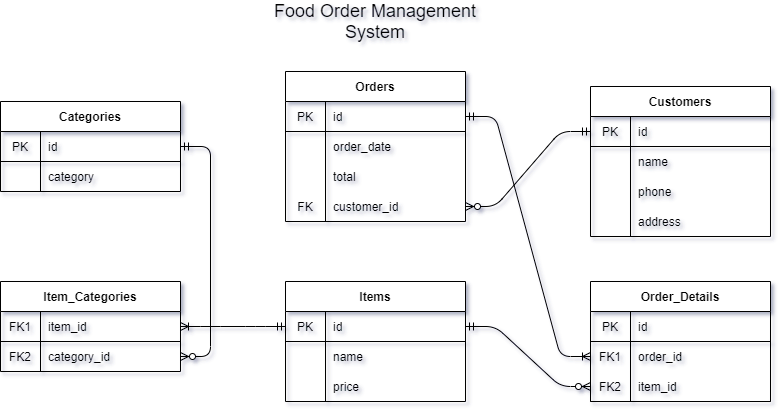 Food Order Management
System
Orders
PK id
order_date
total
FK customer_id
Customers
PK id
name
phone
address
Categories
PK id
category
Item_Categories
FK1 item_id
FK2 category_id
Items
PK id
name
price
Order_Details
PK id
FK1 order_id
FK2 item_id